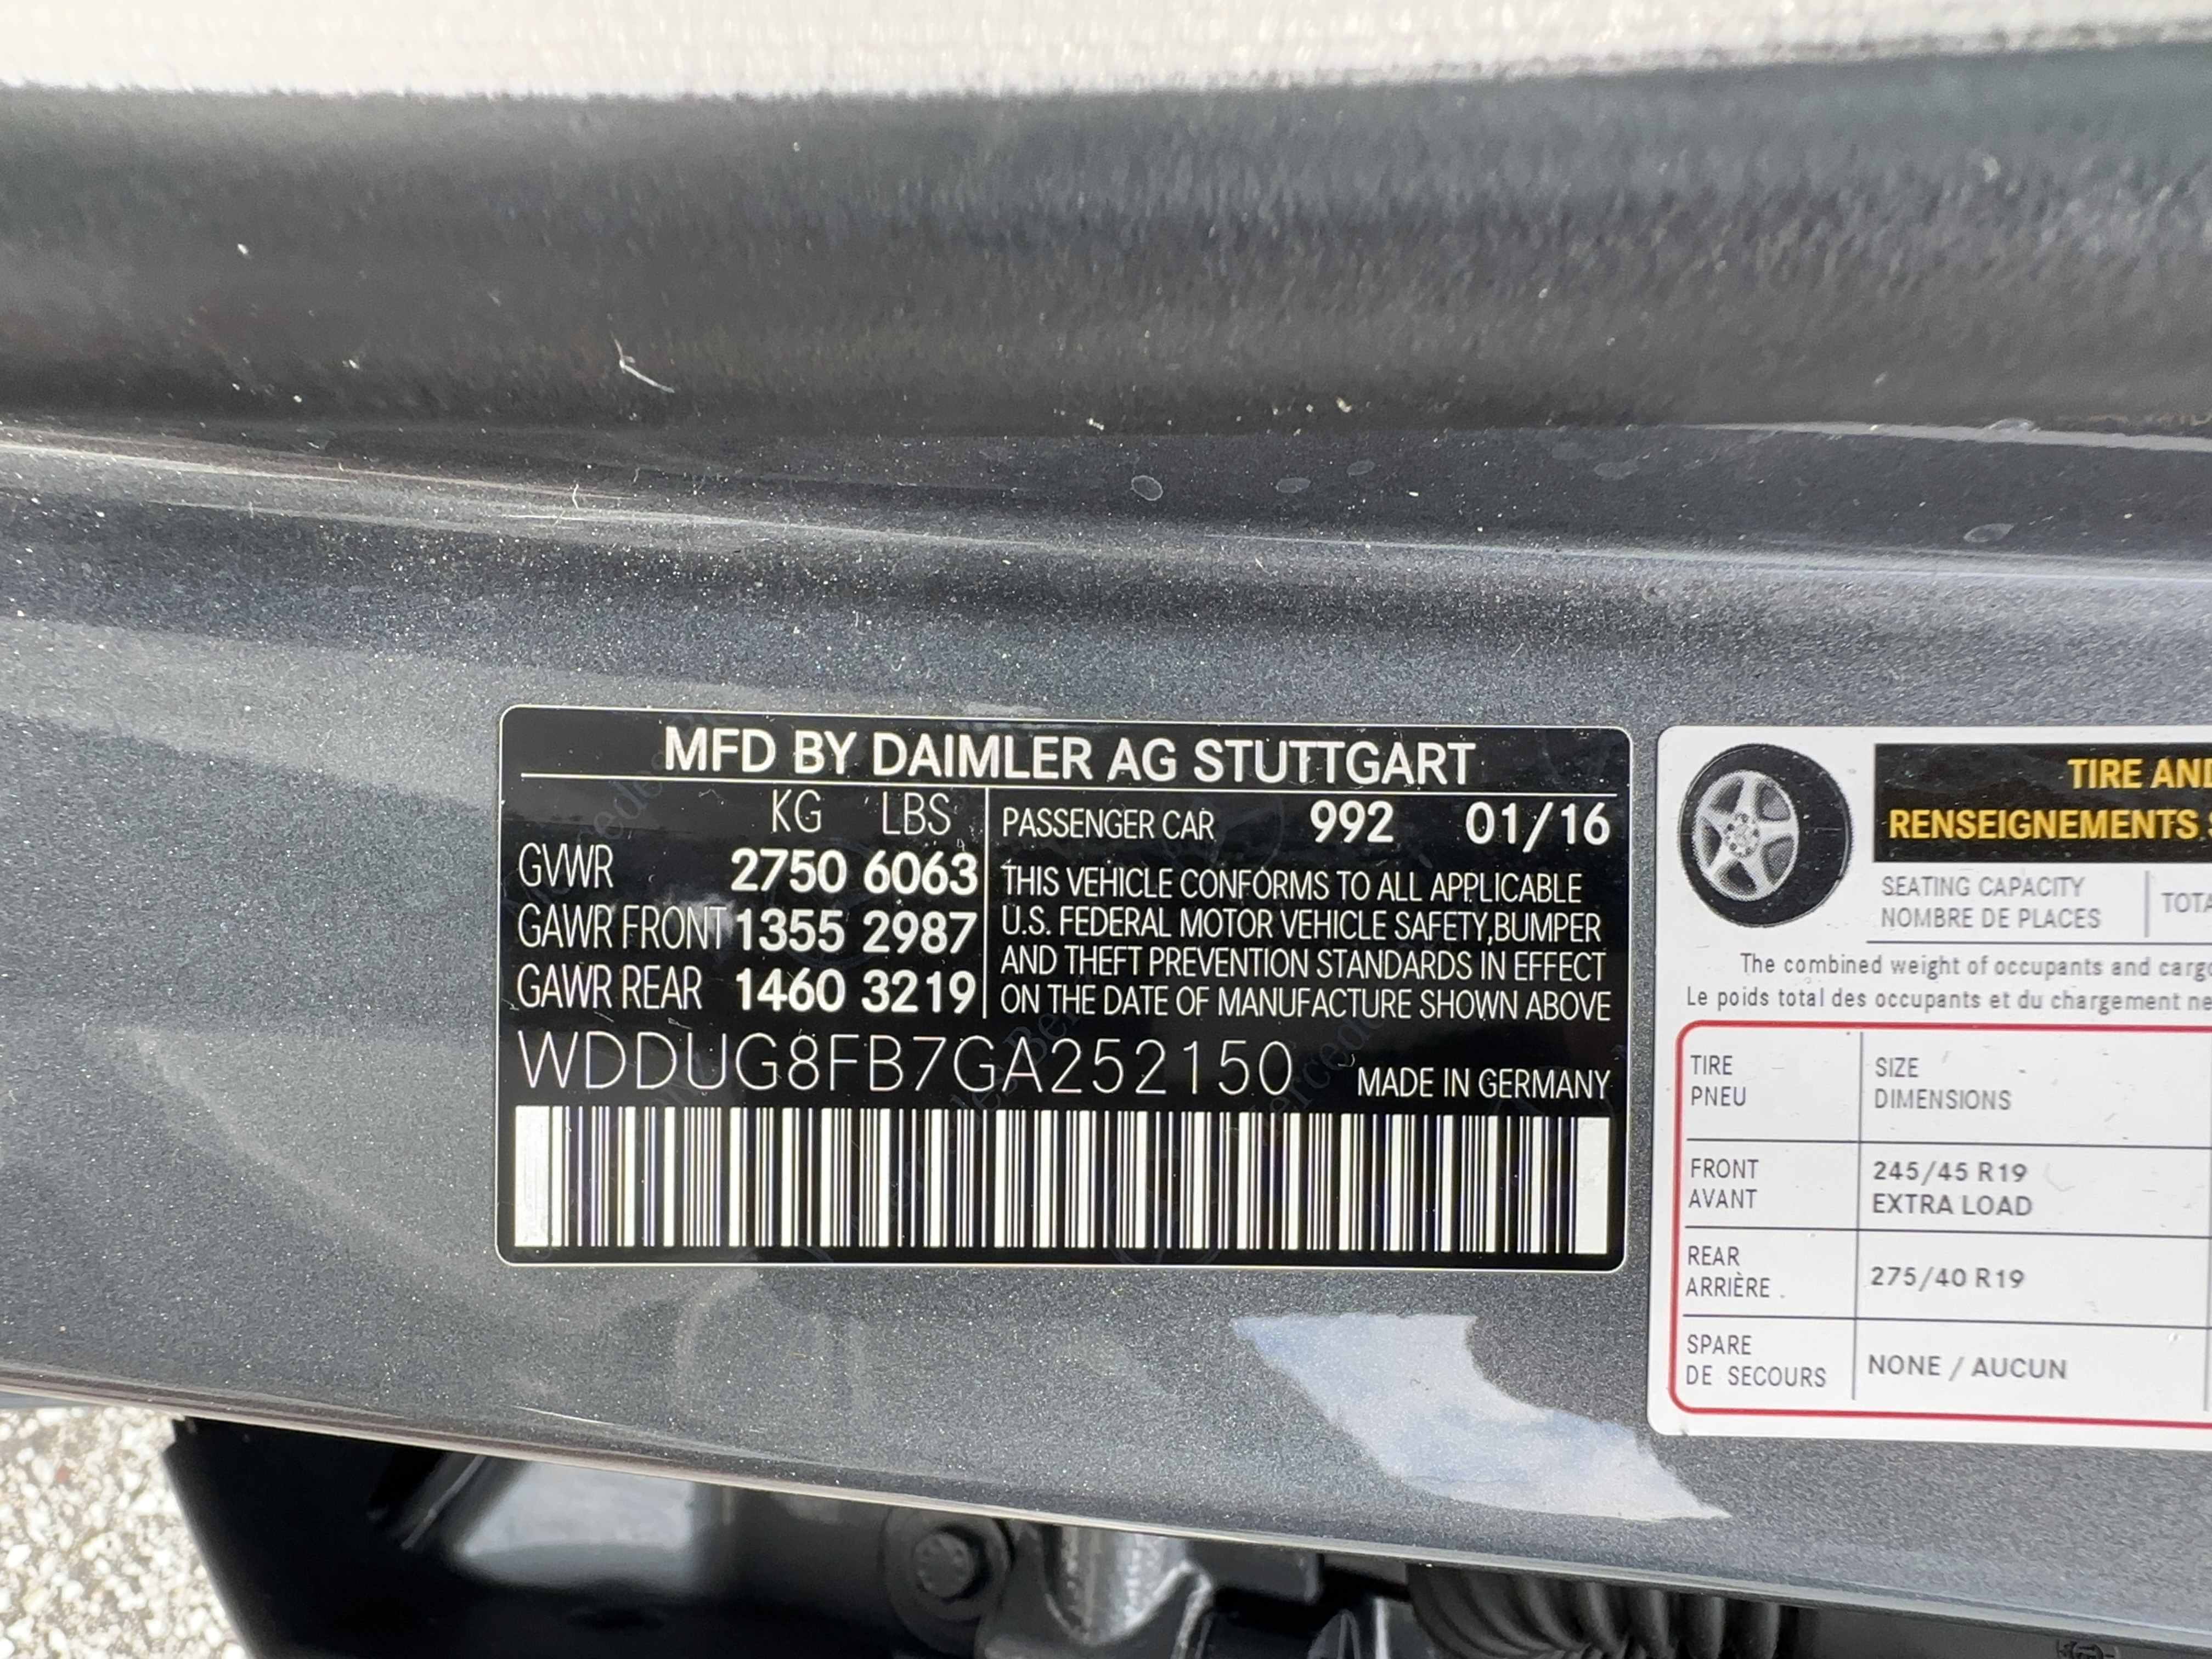 MFD BY DAIMLER AG STUTTGART
KG LBS
GVWR 2750 6063
GAWR FRONT 1355 2987
GAWR REAR 1460 3219
PASSENGER CAR 992 01/16
THIS VEHICLE CONFORMS TO ALL APPLICABLE
U.S. FEDERAL MOTOR VEHICLE SAFETY,BUMPER
AND THEFT PREVENTION STANDARDS IN EFFECT
ON THE DATE OF MANUFACTURE SHOWN ABOVE
WDDUG8FB7GA252150
MADE IN GERMANY
TIRE AND
RENSEIGNEMENTS
SEATING CAPACITY
NOMBRE DE PLACES
The combined weight of occupants and
Le poids total des occupants et du chargement
TIRE
PNEU
SIZE
DIMENSIONS
FRONT
AVANT
245/45 R19
EXTRA LOAD
REAR
ARRIÈRE
275/40 R19
SPARE
DE SECOURS
NONE / AUCUN